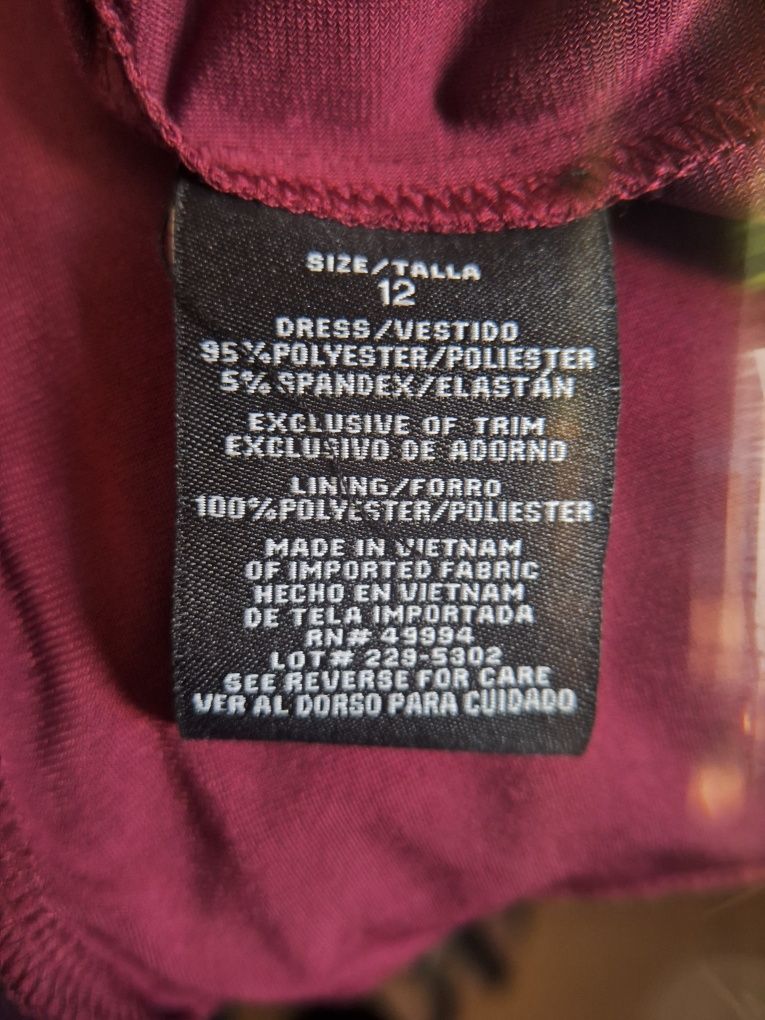 SIZE/TALLA
12
DRESS/VESTIDO
95%POLYESTER/POLIESTER
5% SPANDEX/ELASTÁN
EXCLUSIVE OF TRIM
EXCLUSIVO DE ADORNO
LINING/FORRO
100%POLYESTER/POLIESTER
MADE IN VIETNAM
OF IMPORTED FABRIC
HECHO EN VIETNAM
DE TELA IMPORTADA
RN# 49994
LOT# 229-5302
SEE REVERSE FOR CARE
VER AL DORSO PARA CUIDADO